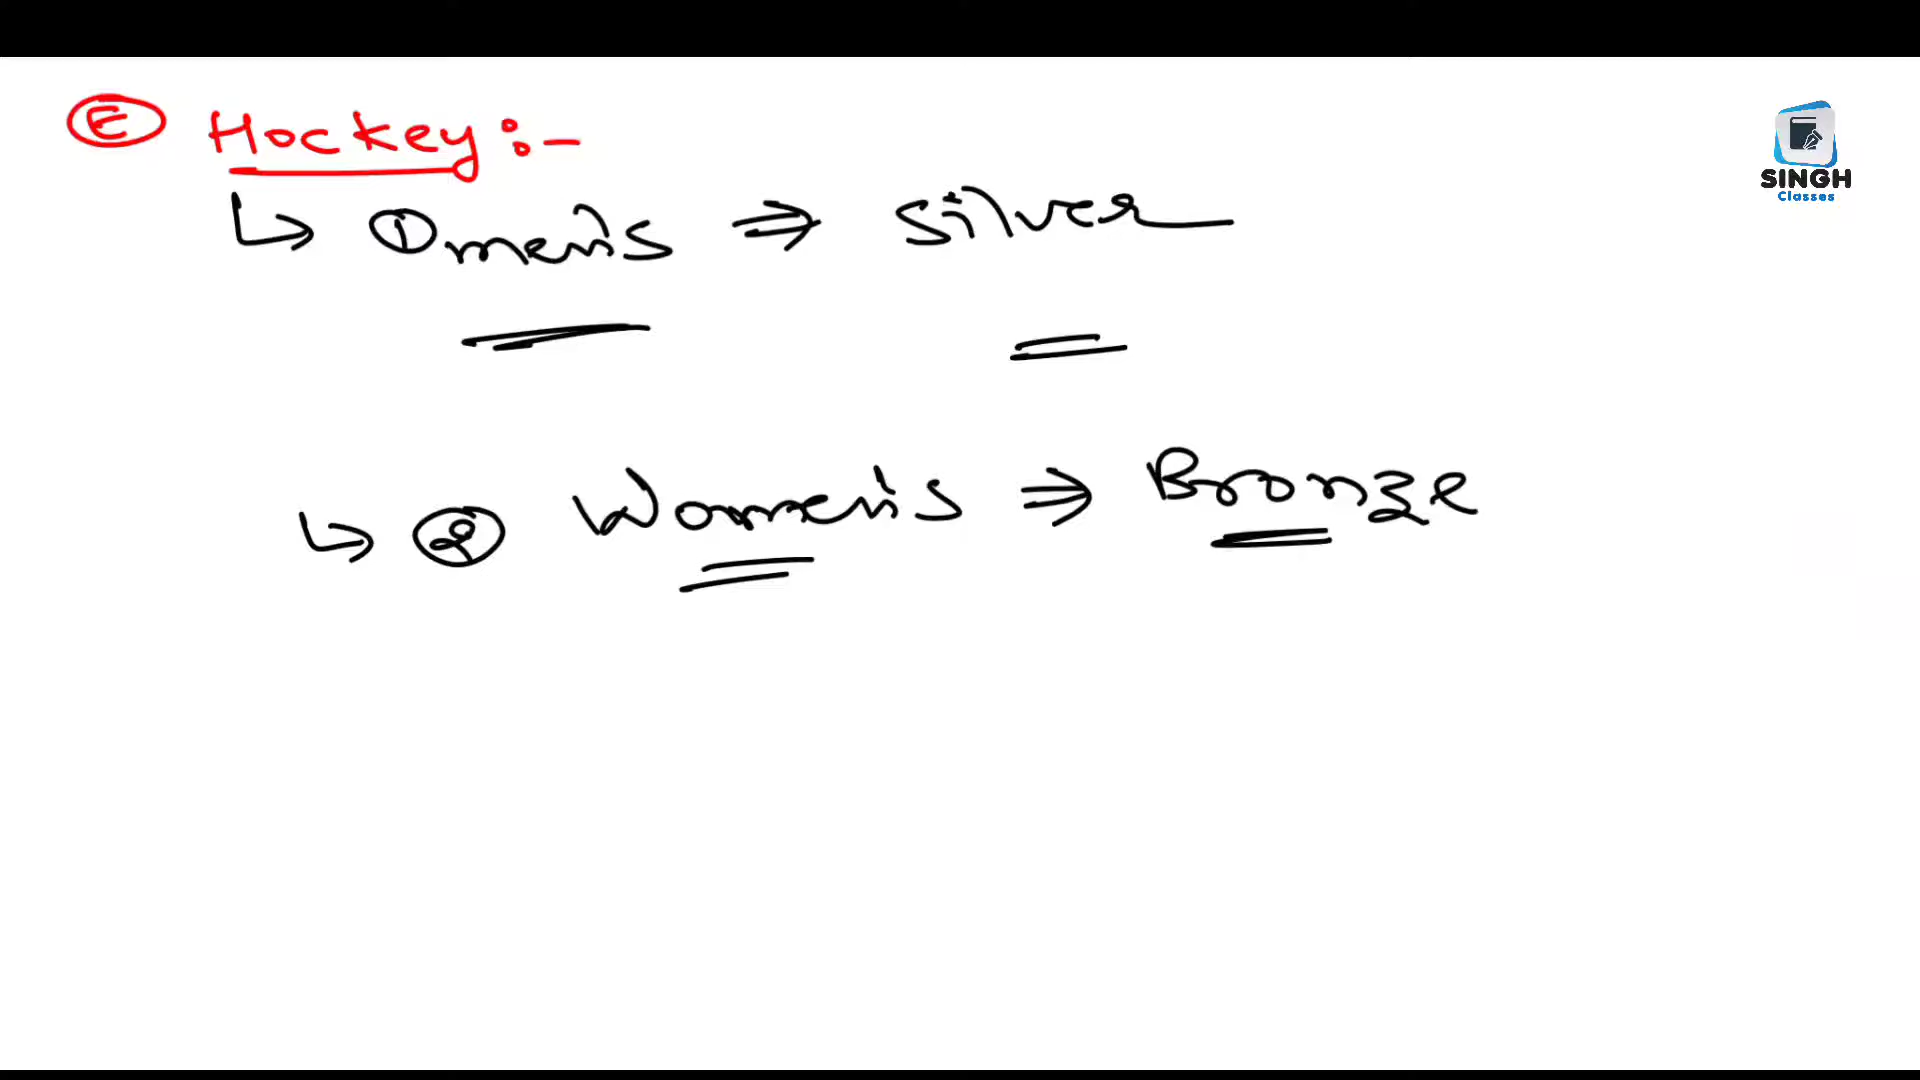 E Hockey :-
↳ ① men's ⇒ Silver
↳ ② Women's ⇒ Bronze
SINGH
Classes